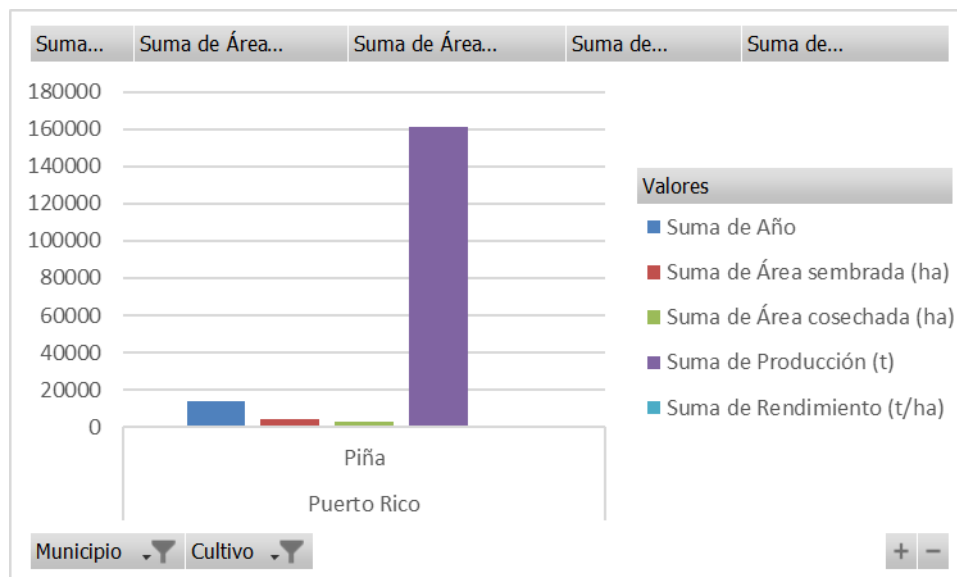 Suma... Suma de Área... Suma de Área... Suma de... Suma de...
180000
160000
140000
120000
100000
80000
60000
40000
20000
0
Piña
Puerto Rico
Valores
Suma de Año
Suma de Área sembrada (ha)
Suma de Área cosechada (ha)
Suma de Producción (t)
Suma de Rendimiento (t/ha)
Municipio Cultivo + −